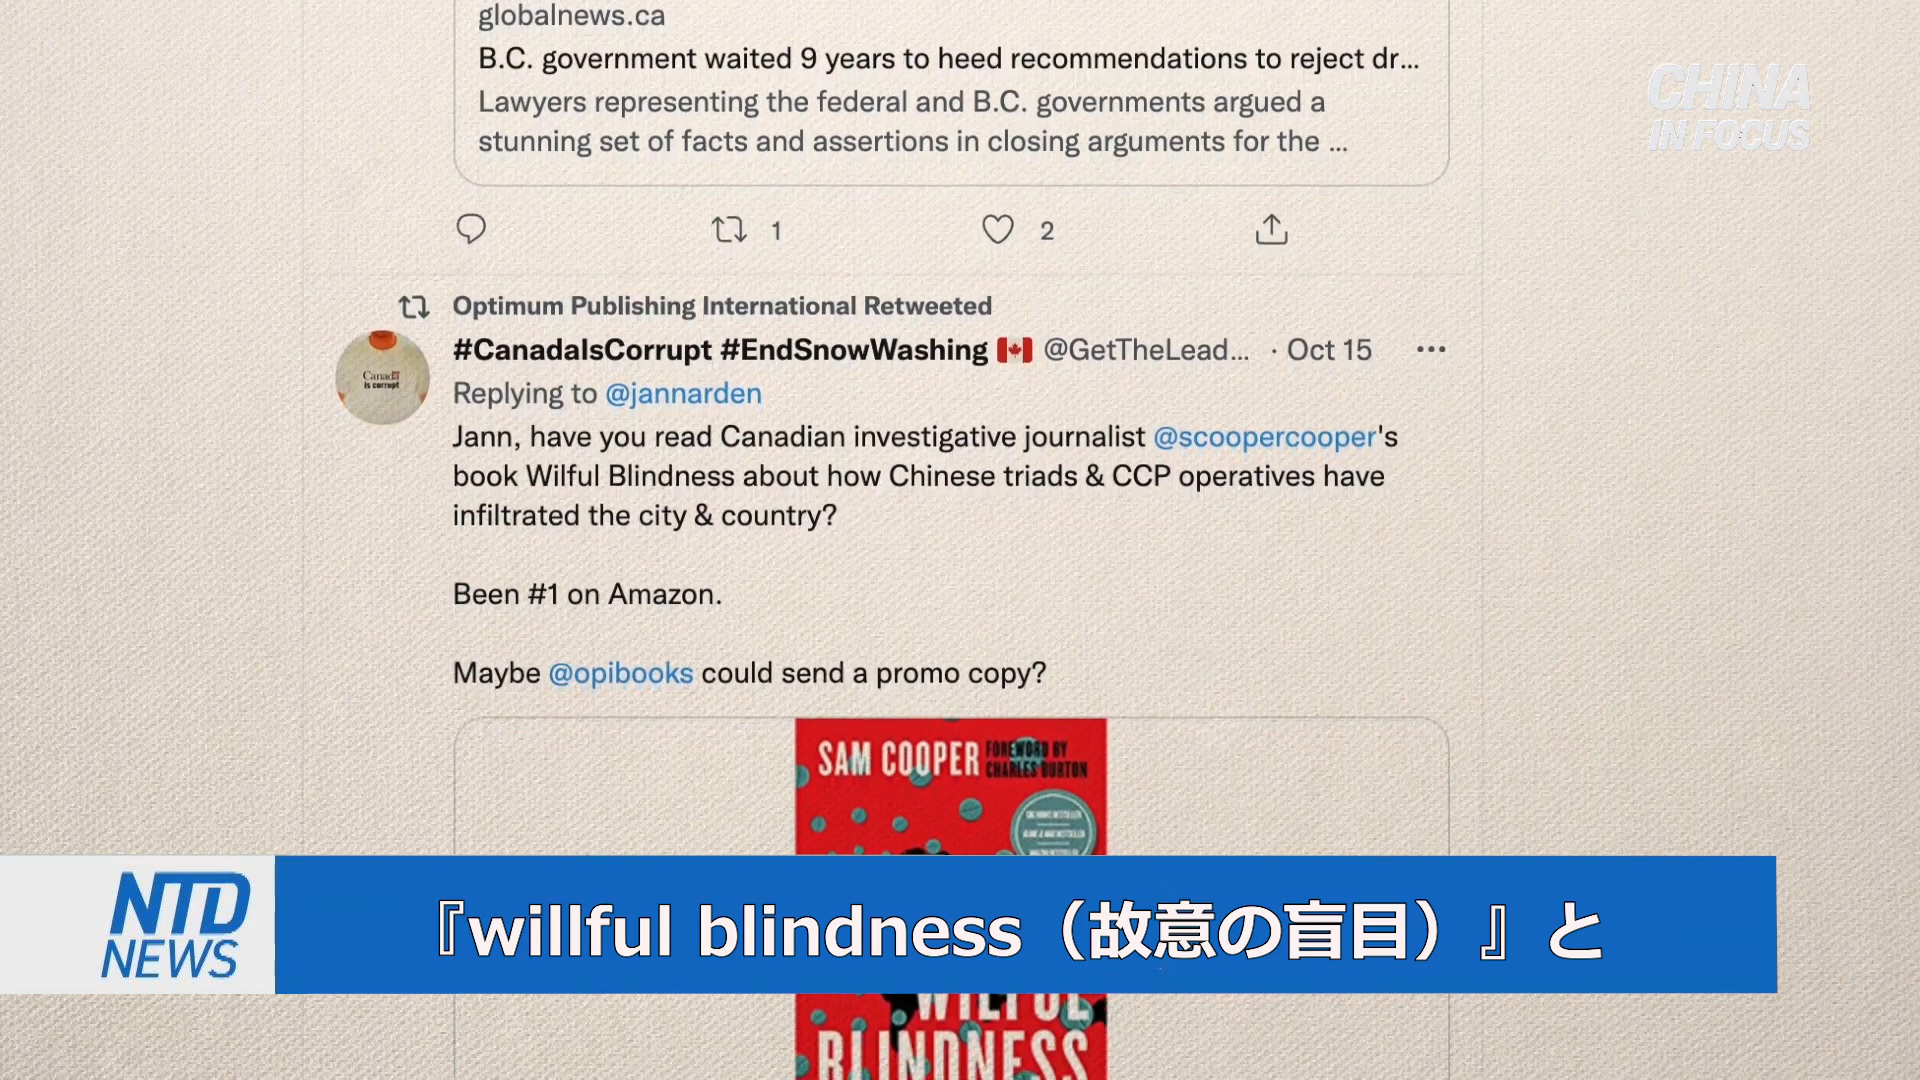 globalnews.ca
B.C. government waited 9 years to heed recommendations to reject dr...
Lawyers representing the federal and B.C. governments argued a
stunning set of facts and assertions in closing arguments for the ...
CHINA
IN FOCUS
1
2
Optimum Publishing International Retweeted
#CanadaIsCorrupt #EndSnowWashing @GetTheLead... · Oct 15
Canada
is corrupt
Replying to @jannarden
Jann, have you read Canadian investigative journalist @scoopercooper's
book Wilful Blindness about how Chinese triads & CCP operatives have
infiltrated the city & country?
Been #1 on Amazon.
Maybe @opibooks could send a promo copy?
SAM COOPER
FOREWORD BY
CHARLES BURTON
NTD
NEWS
『willful blindness（故意の盲目）』と
WILFUL
BLINDNESS